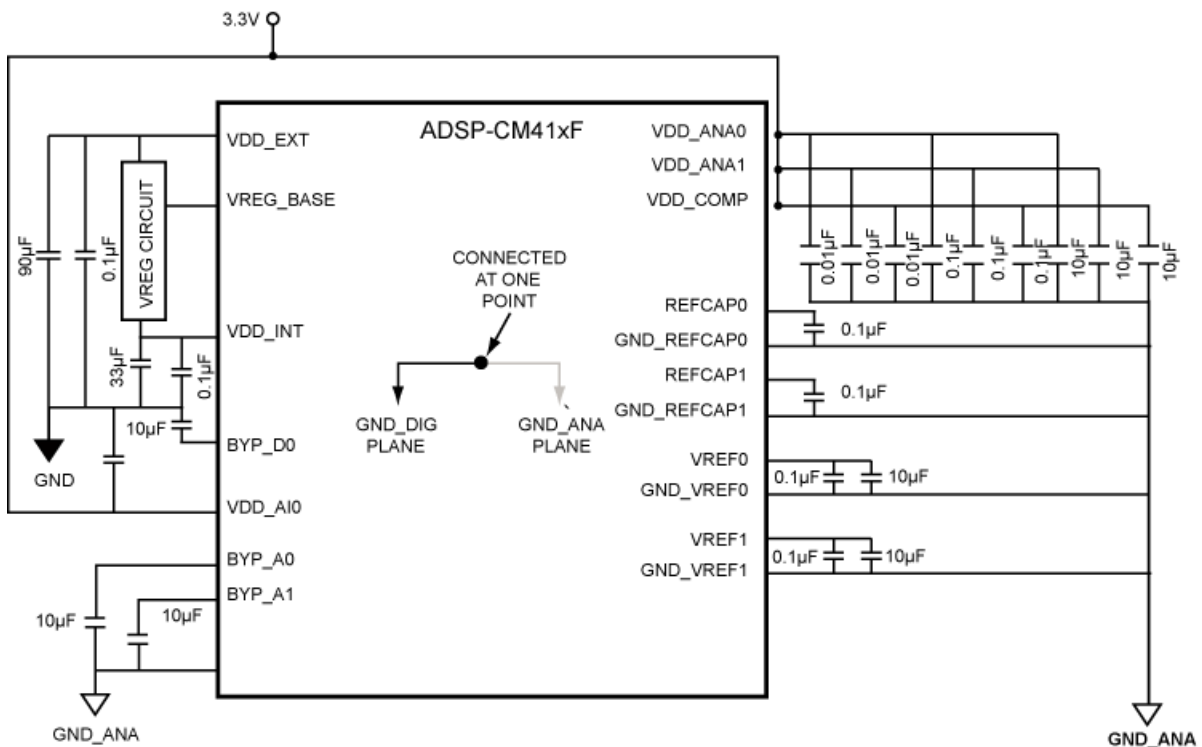 3.3V
ADSP-CM41xF
VDD_EXT
VREG_BASE
VDD_INT
BYP_D0
VDD_AI0
BYP_A0
BYP_A1
90µF
0.1µF
VREG CIRCUIT
33µF
0.1µF
10µF
GND
10µF
10µF
GND_ANA
CONNECTED
AT ONE
POINT
GND_DIG
PLANE
GND_ANA
PLANE
VDD_ANA0
VDD_ANA1
VDD_COMP
REFCAP0
GND_REFCAP0
REFCAP1
GND_REFCAP1
VREF0
GND_VREF0
VREF1
GND_VREF1
0.01µF
0.01µF
0.01µF
0.1µF
0.1µF
0.1µF
10µF
10µF
10µF
0.1µF
0.1µF
0.1µF
10µF
0.1µF
10µF
GND_ANA